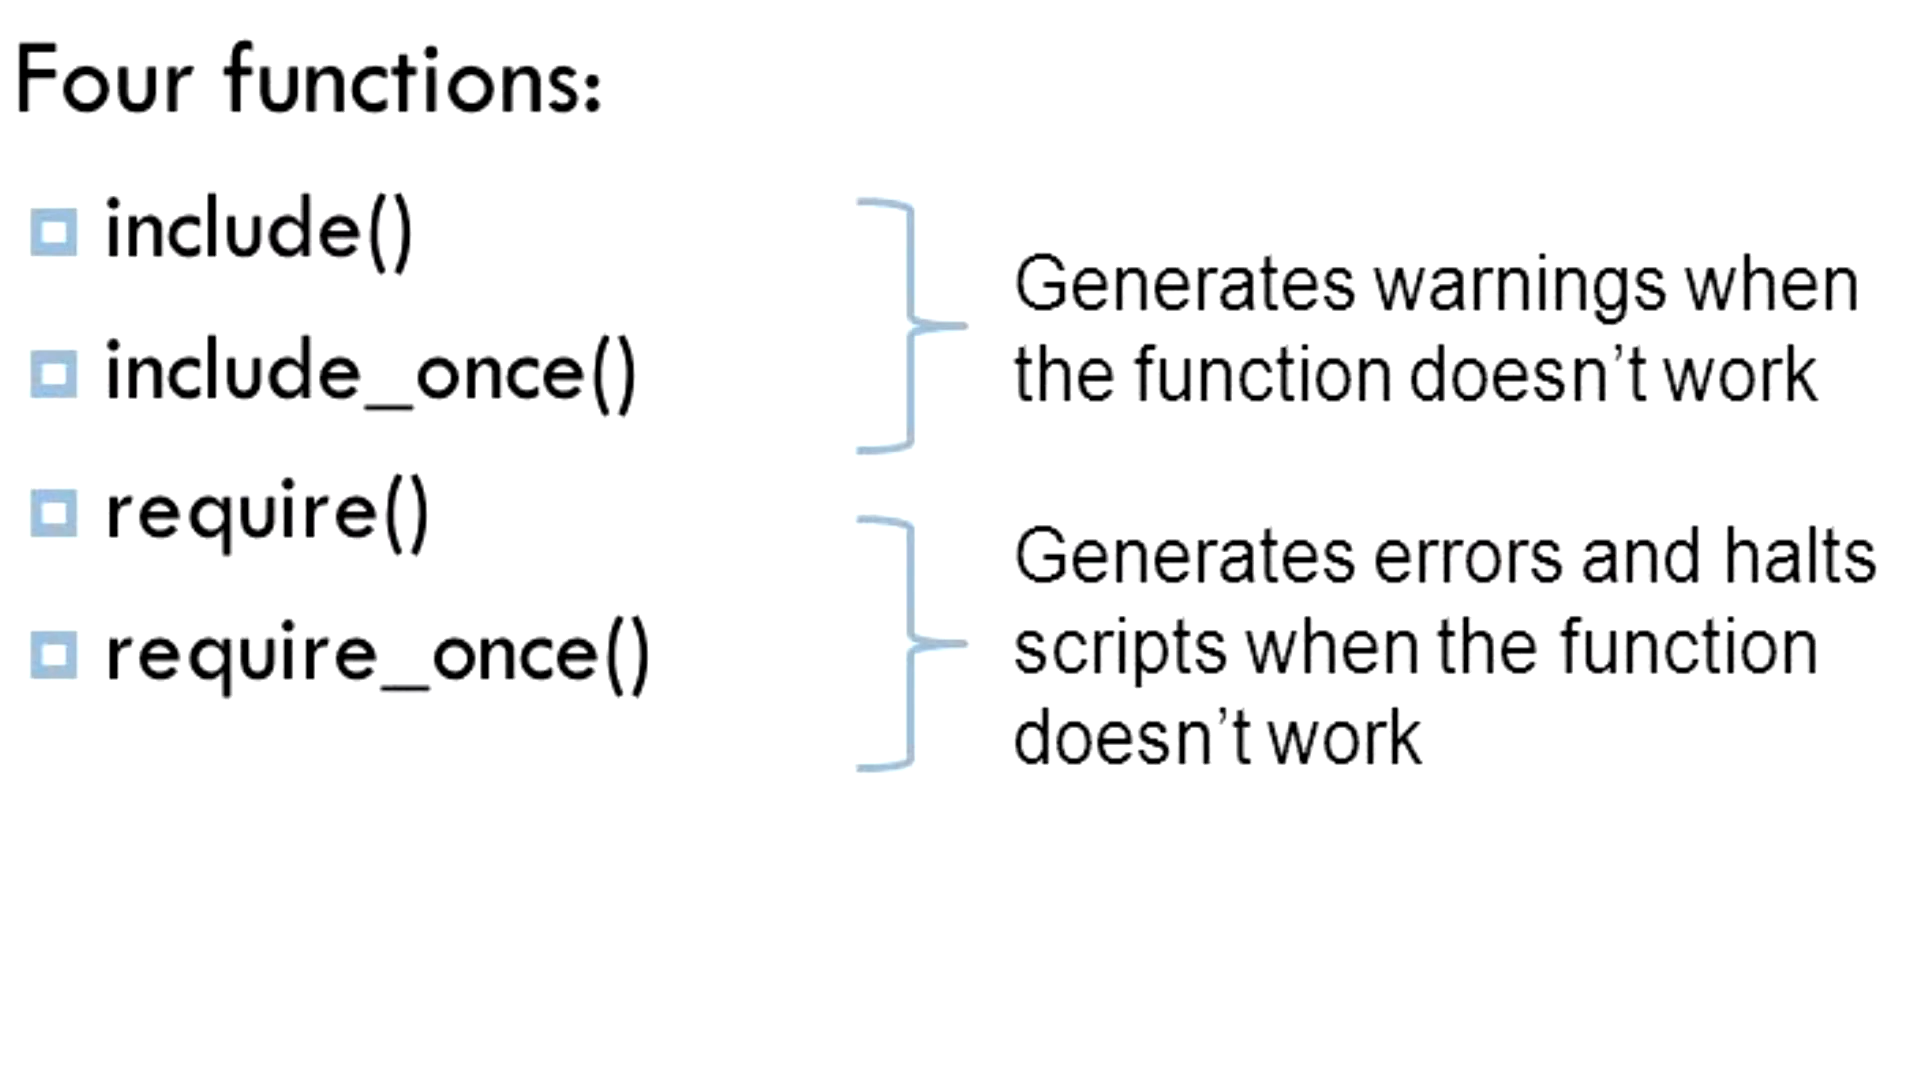 Four functions:
include()
include_once()
Generates warnings when
the function doesn’t work
require()
require_once()
Generates errors and halts
scripts when the function
doesn’t work